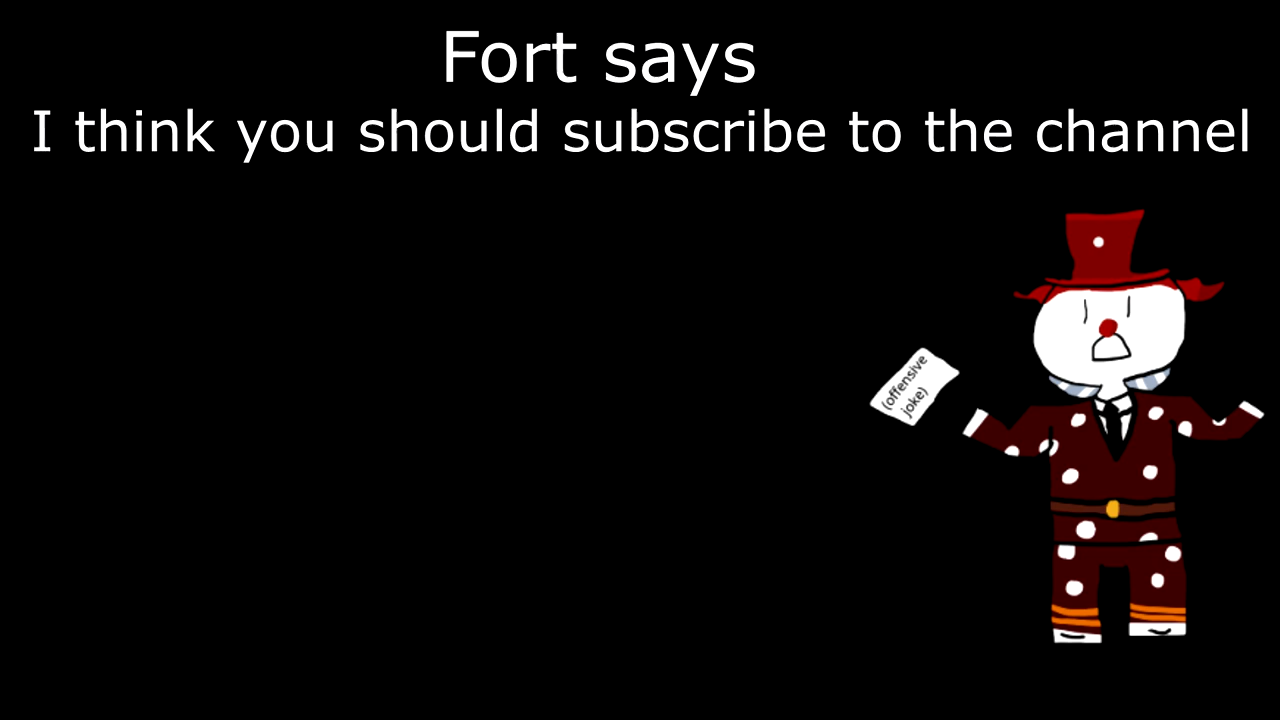 Fort says
I think you should subscribe to the channel
(offensive
joke)